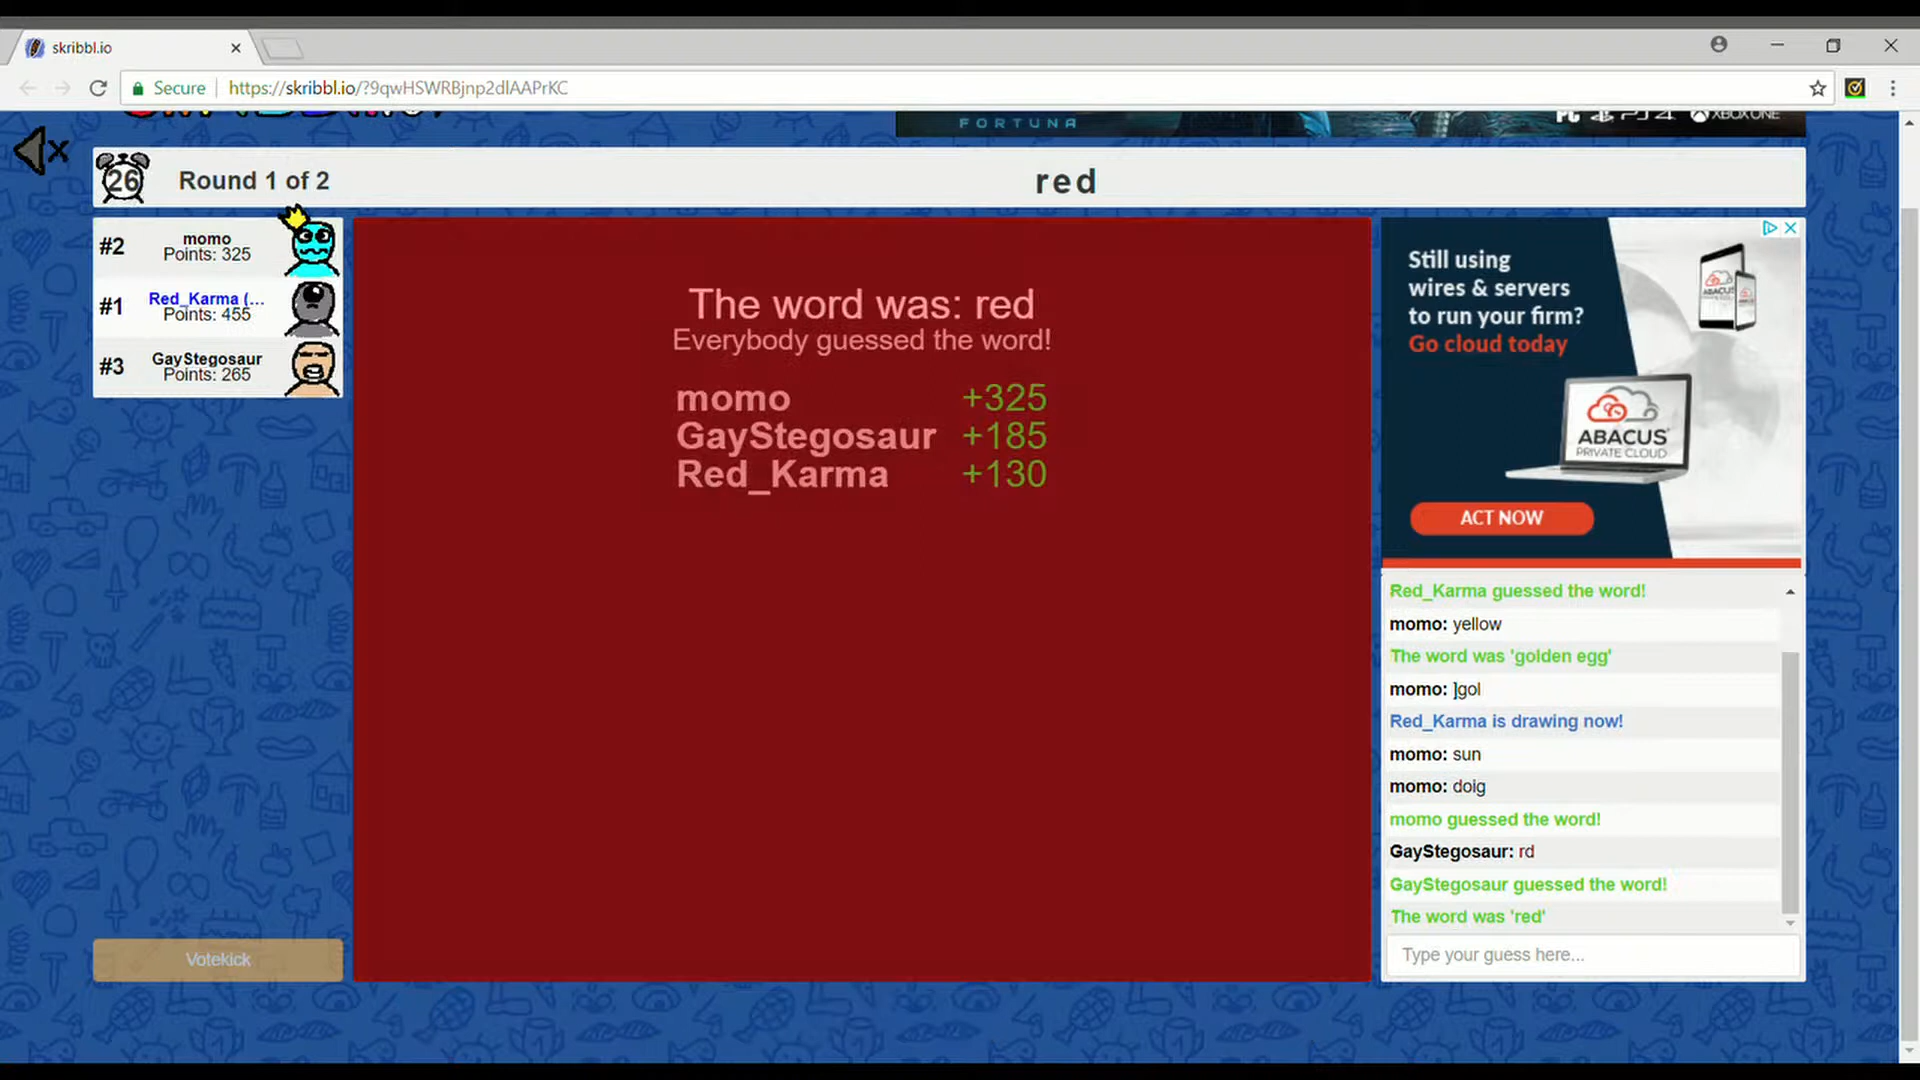 skribbl.io
Secure
https://skribbl.io/?9qwHSWRBjnp2dlAAPrKC
FORTUNA
PC PS4 XBOX ONE
26
Round 1 of 2
red
#2
momo
Points: 325
#1
Red_Karma (...
Points: 455
#3
GayStegosaur
Points: 265
The word was: red
Everybody guessed the word!
momo +325
GayStegosaur +185
Red_Karma +130
Still using
wires & servers
to run your firm?
Go cloud today
ABACUS
PRIVATE CLOUD
ACT NOW
Red_Karma guessed the word!
momo: yellow
The word was 'golden egg'
momo: ]gol
Red_Karma is drawing now!
momo: sun
momo: doig
momo guessed the word!
GayStegosaur: rd
GayStegosaur guessed the word!
The word was 'red'
Type your guess here...
Votekick